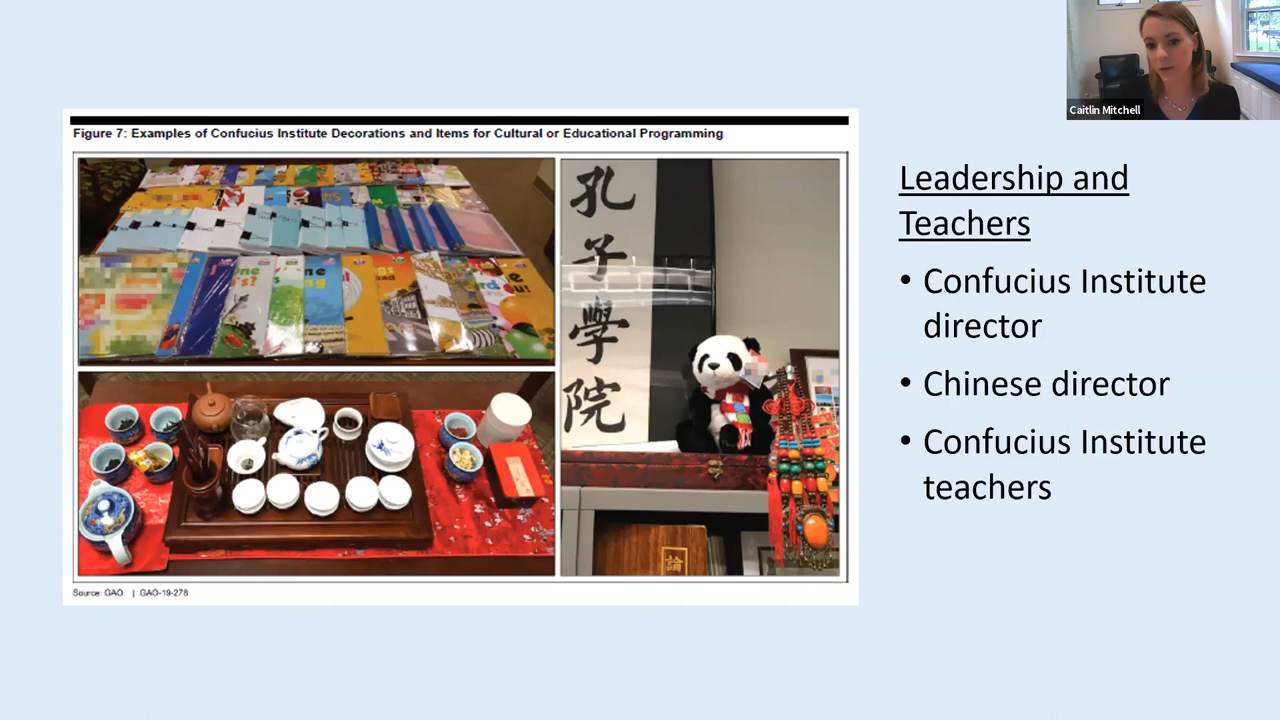 Caitlin Mitchell
Figure 7: Examples of Confucius Institute Decorations and Items for Cultural or Educational Programming
孔
子
學
院
論
Source: GAO. | GAO-19-278
Leadership and
Teachers
• Confucius Institute
director
• Chinese director
• Confucius Institute
teachers